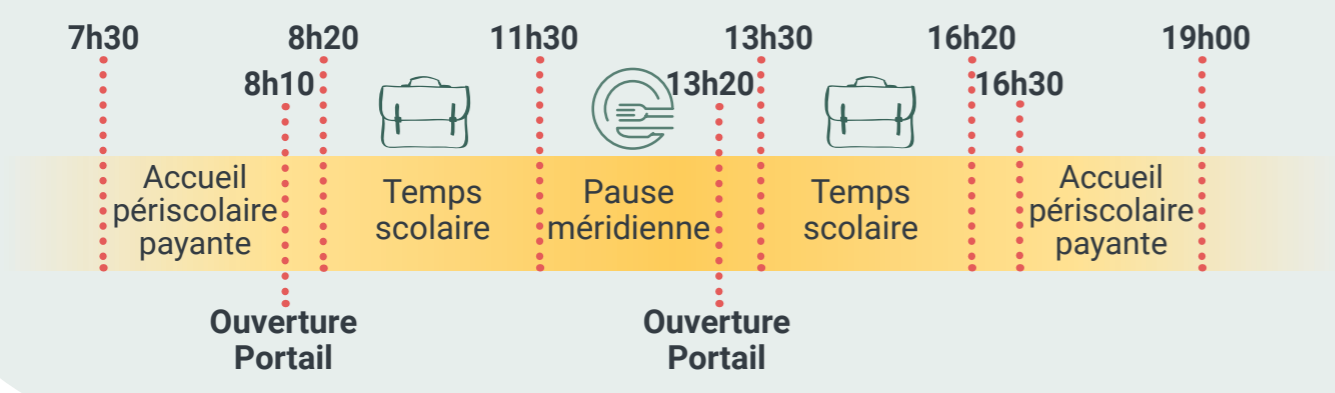 7h30
8h20
11h30
13h30
16h20
19h00
8h10
13h20
16h30
Accueil
périscolaire
payante
Temps
scolaire
Pause
méridienne
Temps
scolaire
Accueil
périscolaire
payante
Ouverture
Portail
Ouverture
Portail